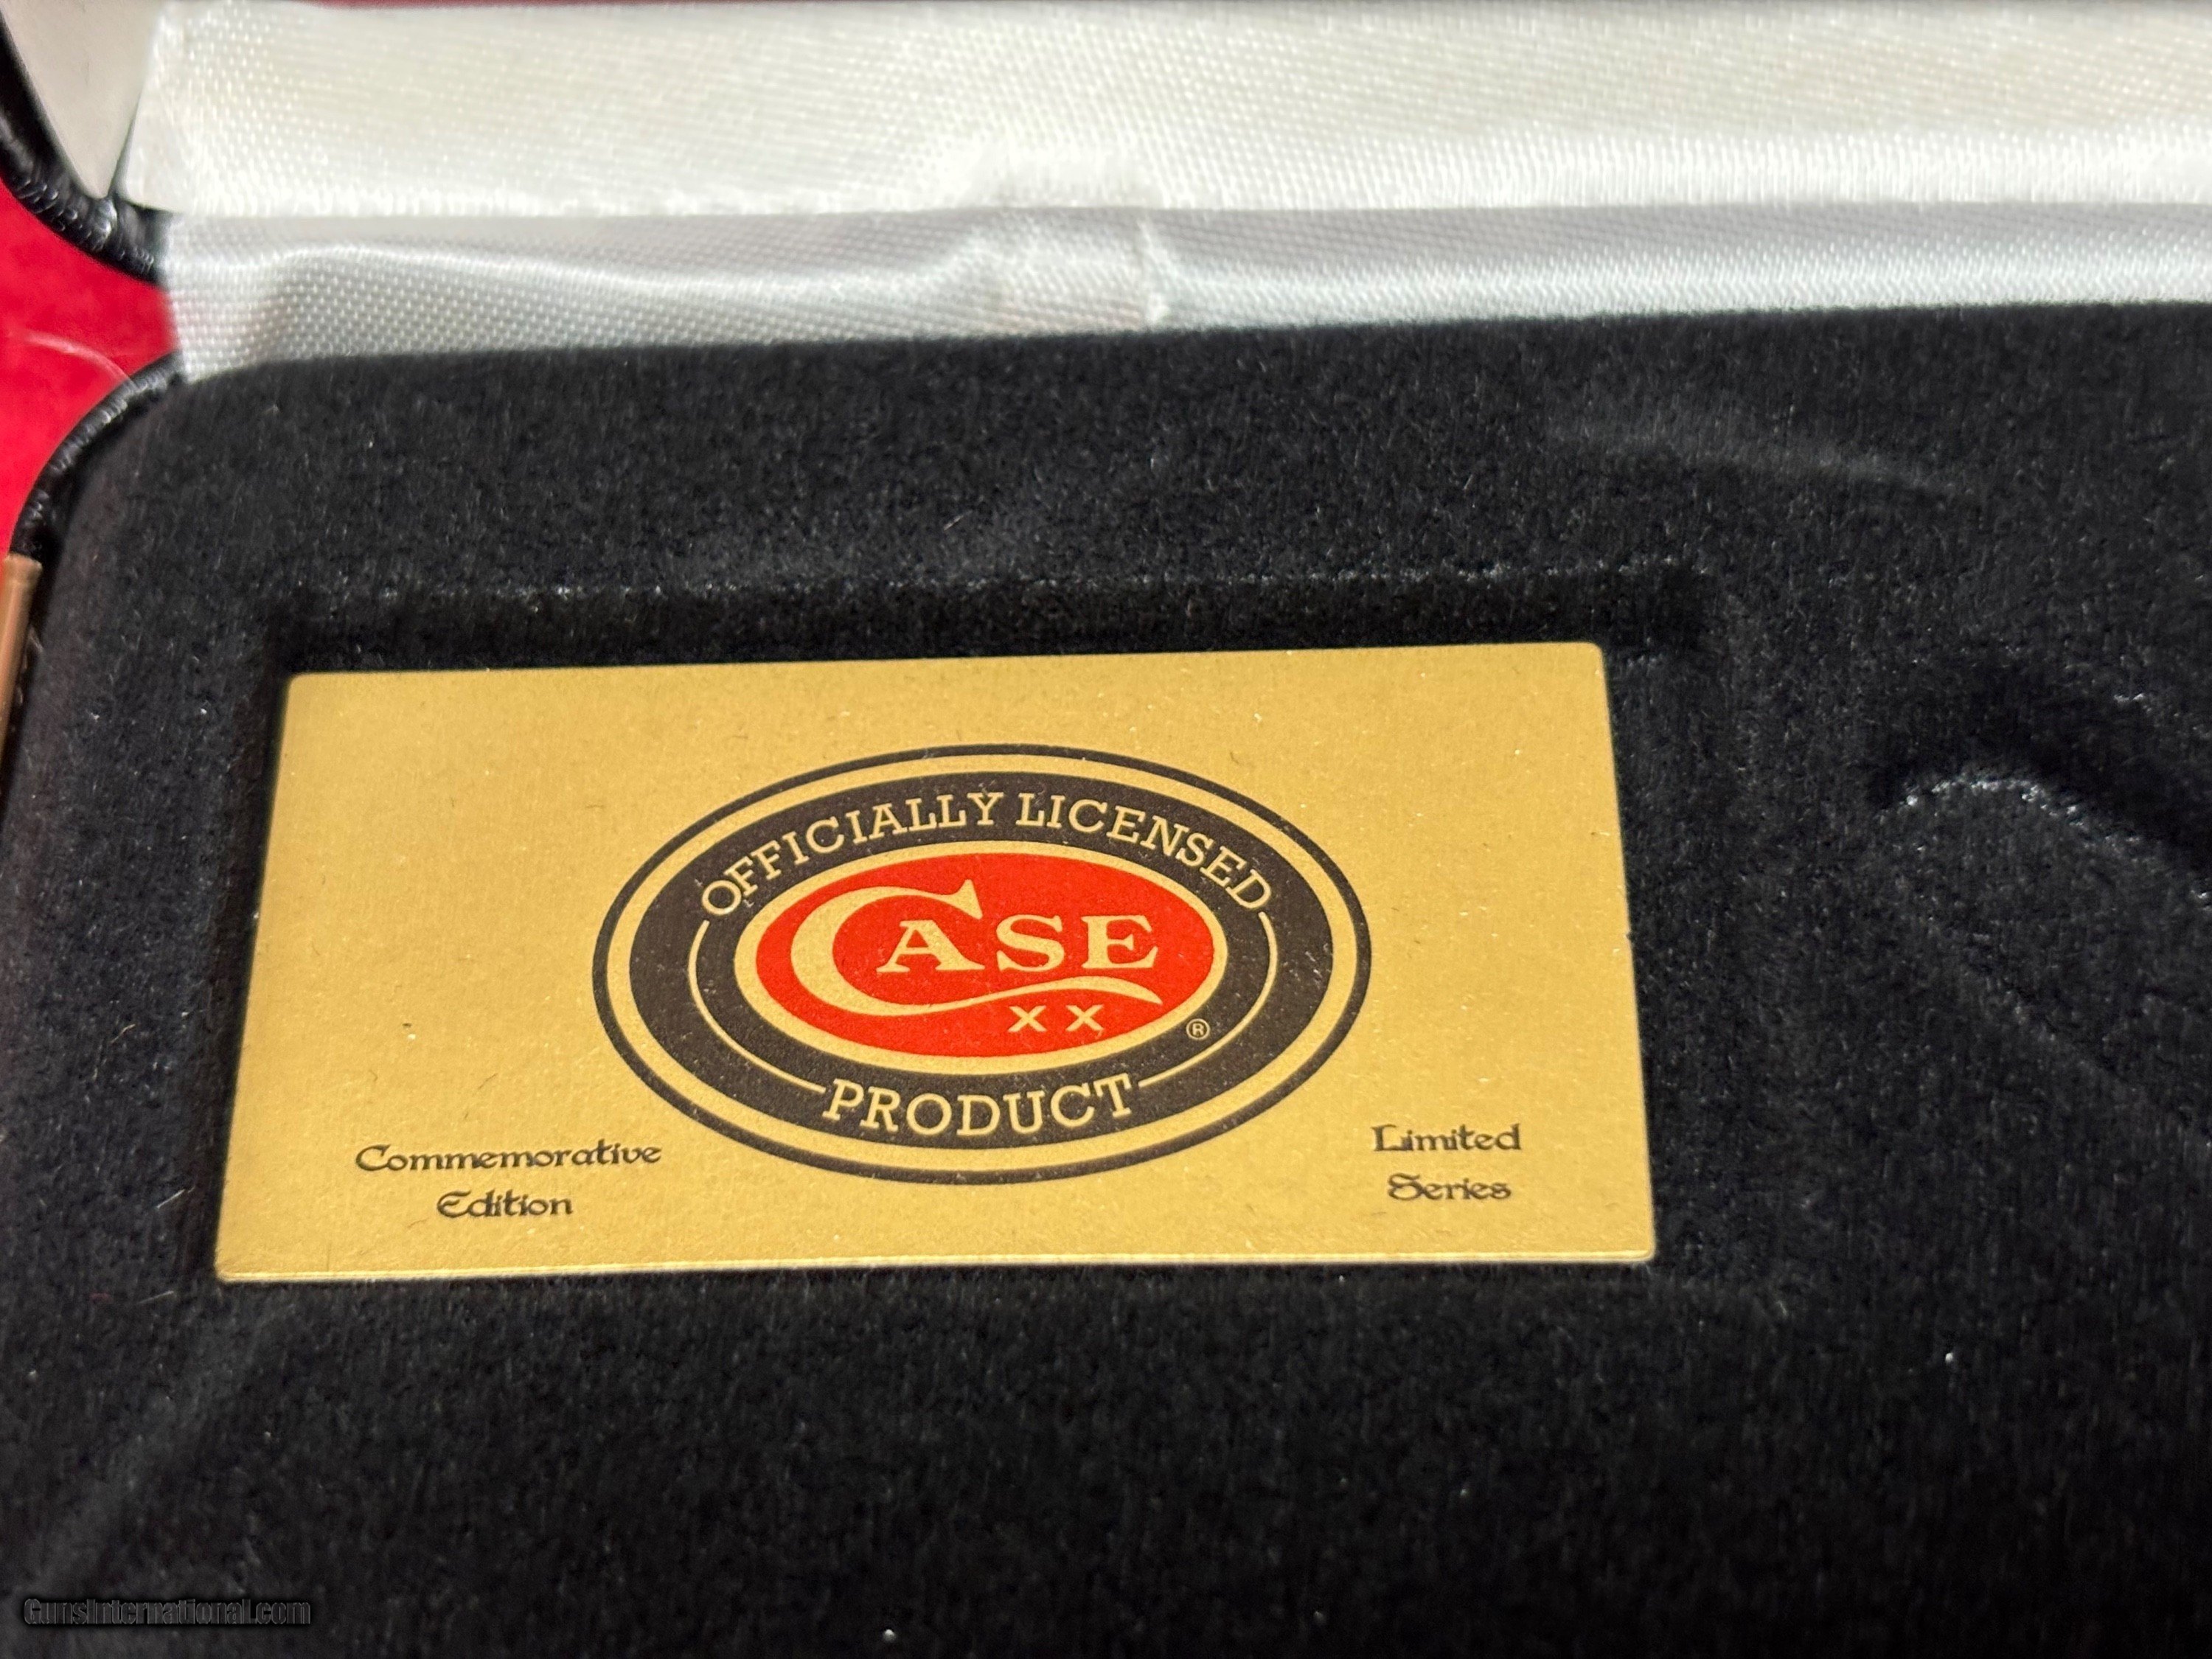 OFFICIALLY LICENSED
CASE
XX
®
PRODUCT
Commemorative
Edition
Limited
Series
GunsInternational.com